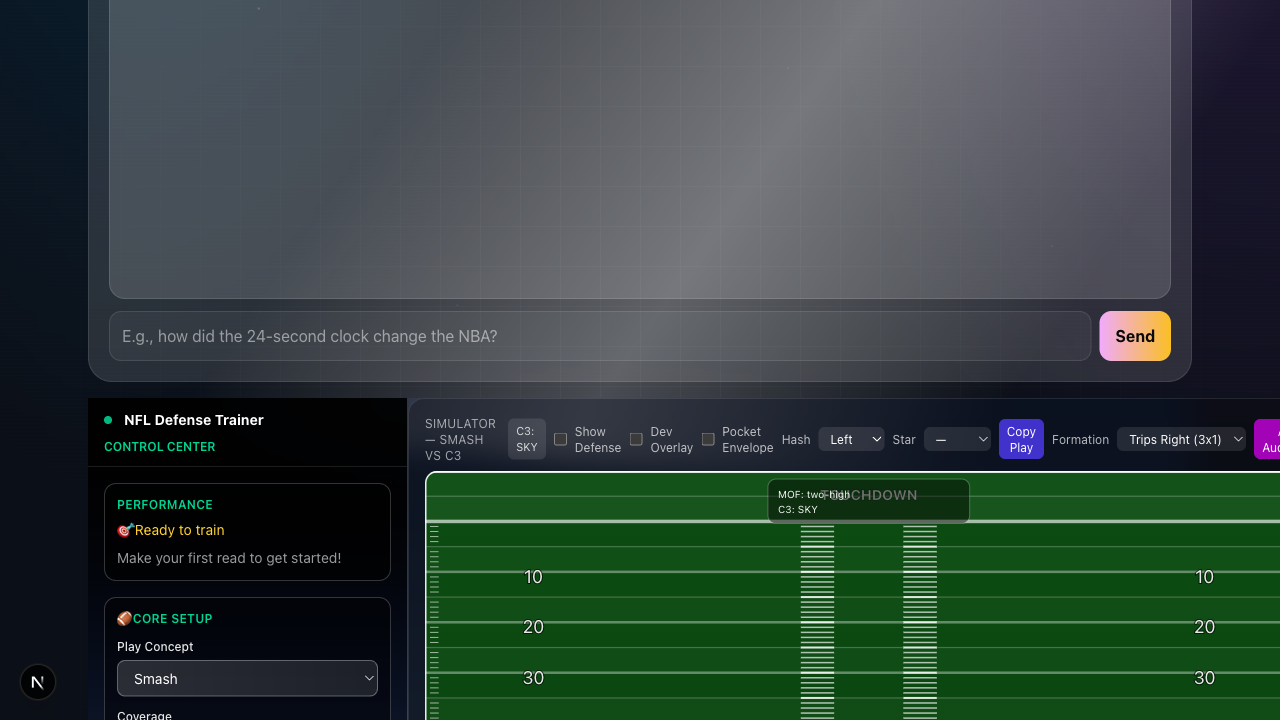 E.g., how did the 24-second clock change the NBA?
Send
NFL Defense Trainer
CONTROL CENTER
PERFORMANCE
Ready to train
Make your first read to get started!
CORE SETUP
Play Concept
Smash
Coverage
SIMULATOR
— SMASH
VS C3
C3:
SKY
Show
Defense
Dev
Overlay
Pocket
Envelope
Hash
Left
Star
—
Copy
Play
Formation
Trips Right (3x1)
MOF: two-high
TOUCHDOWN
C3: SKY
10
10
20
20
30
30
N